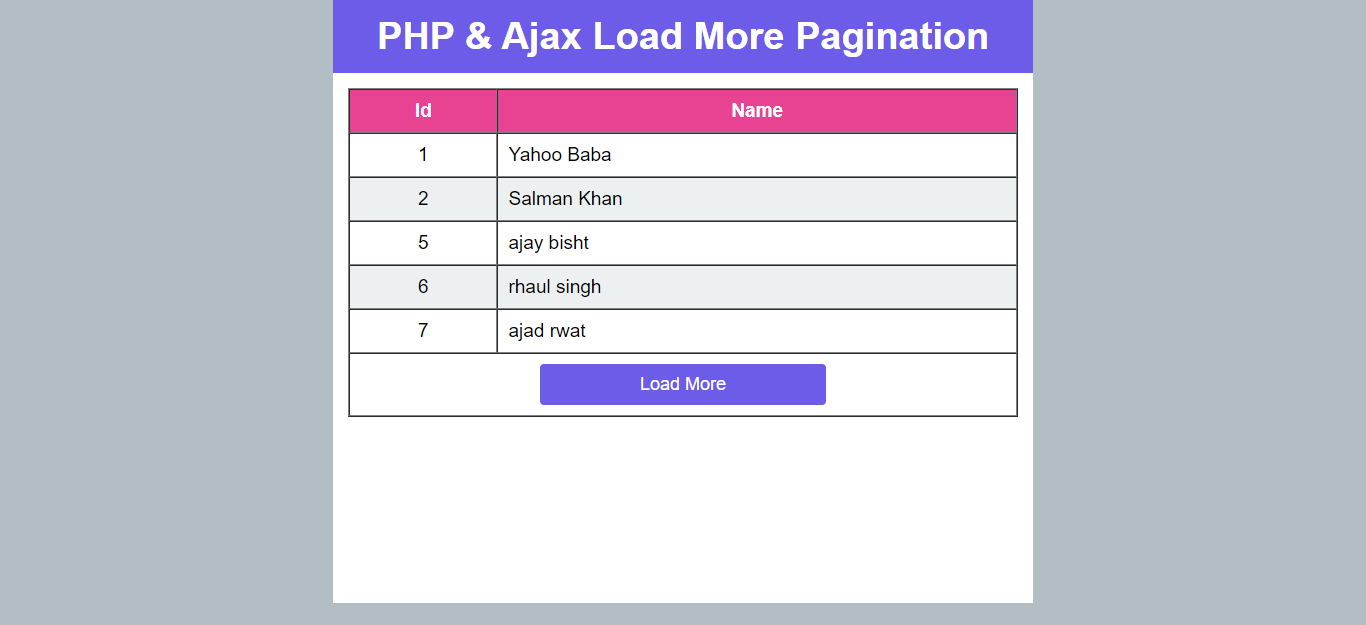 PHP & Ajax Load More Pagination
Id Name
1 Yahoo Baba
2 Salman Khan
5 ajay bisht
6 rhaul singh
7 ajad rwat
Load More